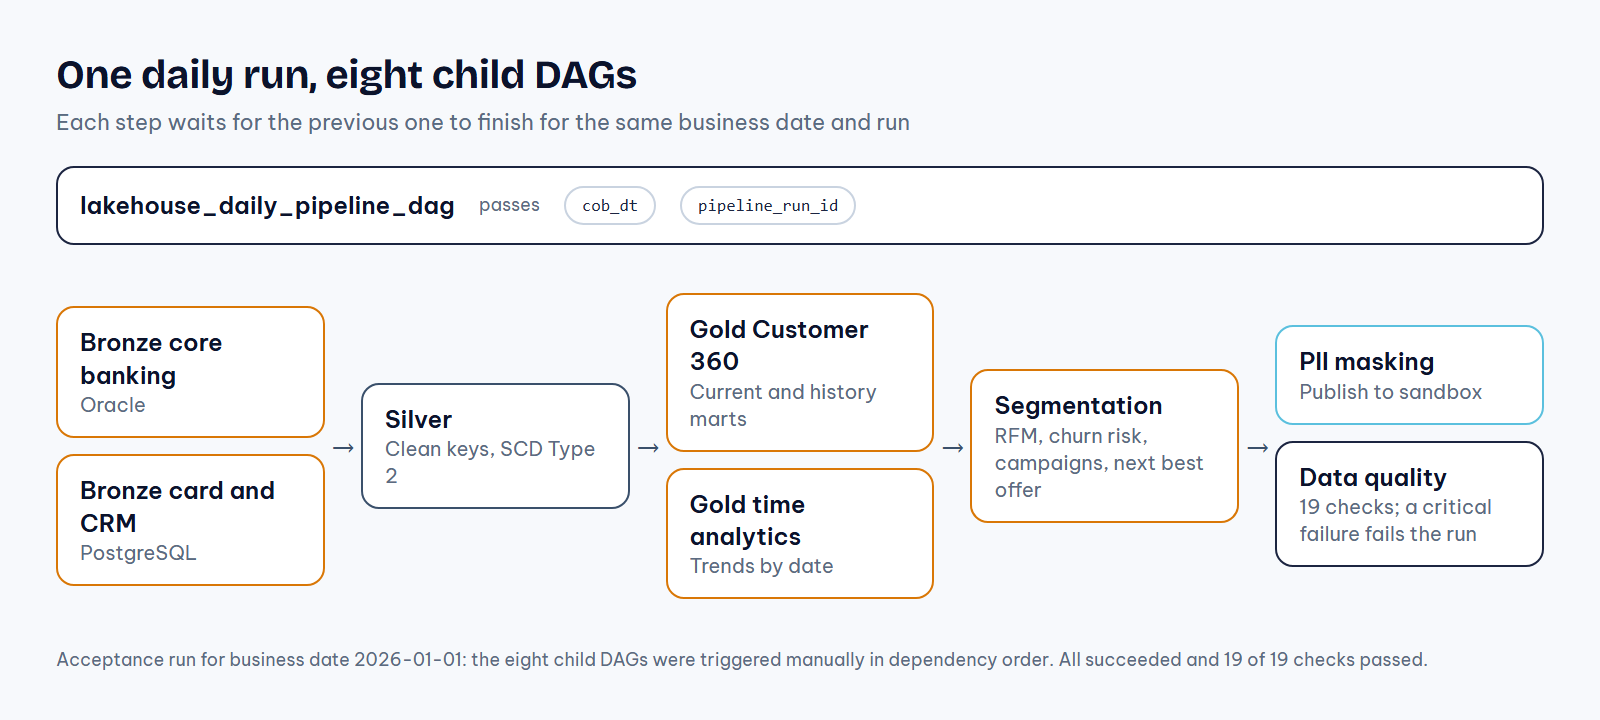 One daily run, eight child DAGs
Each step waits for the previous one to finish for the same business date and run
lakehouse_daily_pipeline_dag passes cob_dt pipeline_run_id
Bronze core
banking
Oracle
Bronze card and
CRM
PostgreSQL
→
Silver
Clean keys, SCD Type
2
→
Gold Customer
360
Current and history
marts
Gold time
analytics
Trends by date
→
Segmentation
RFM, churn risk,
campaigns, next best
offer
→
PII masking
Publish to sandbox
Data quality
19 checks; a critical
failure fails the run
Acceptance run for business date 2026-01-01: the eight child DAGs were triggered manually in dependency order. All succeeded and 19 of 19 checks passed.